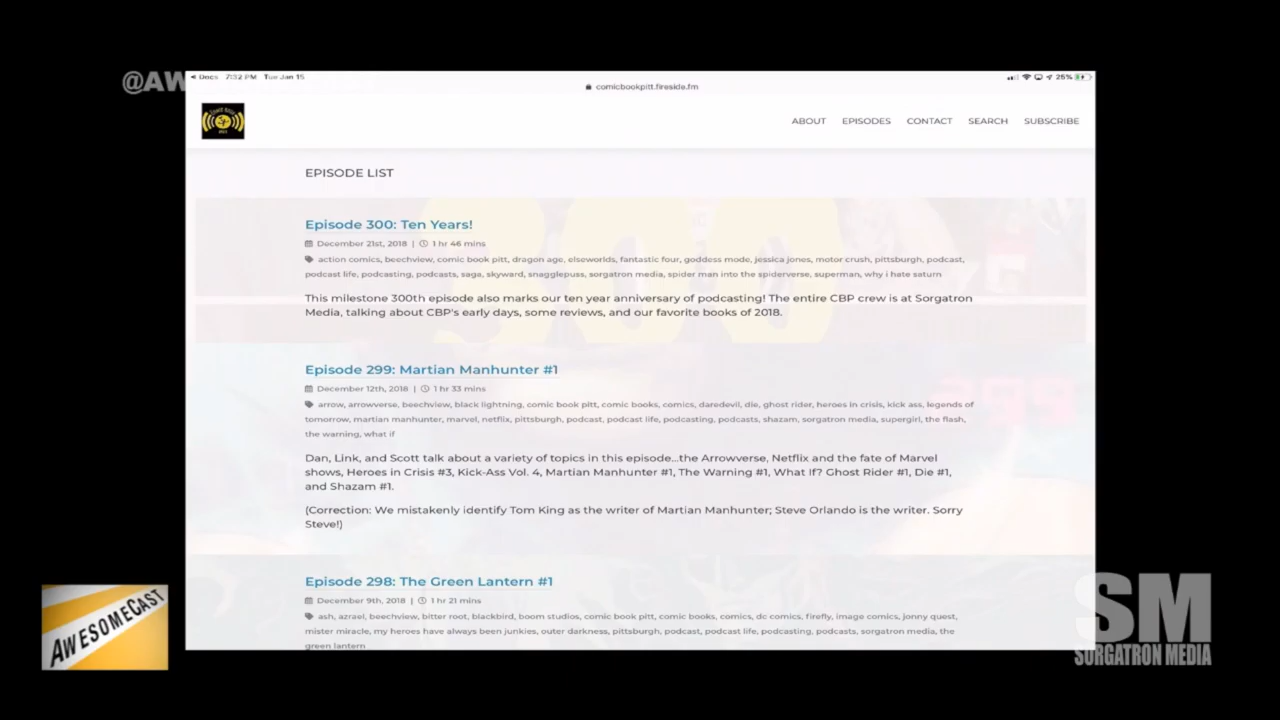 @AW
Docs 7:32 PM Tue Jan 15
25%
comicbookpitt.fireside.fm
ABOUT EPISODES CONTACT SEARCH SUBSCRIBE
EPISODE LIST
Episode 300: Ten Years!
December 21st, 2018 | 1 hr 46 mins
action comics, beechview, comic book pitt, dragon age, elseworlds, fantastic four, goddess mode, jessica jones, motor crush, pittsburgh, podcast,
podcast life, podcasting, podcasts, saga, skyward, snagglepuss, sorgatron media, spider man into the spiderverse, superman, why i hate saturn
This milestone 300th episode also marks our ten year anniversary of podcasting! The entire CBP crew is at Sorgatron
Media, talking about CBP's early days, some reviews, and our favorite books of 2018.
Episode 299: Martian Manhunter #1
December 12th, 2018 | 1 hr 33 mins
arrow, arrowverse, beechview, black lightning, comic book pitt, comic books, comics, daredevil, die, ghost rider, heroes in crisis, kick ass, legends of
tomorrow, martian manhunter, marvel, netflix, pittsburgh, podcast, podcast life, podcasting, podcasts, shazam, sorgatron media, supergirl, the flash,
the warning, what if
Dan, Link, and Scott talk about a variety of topics in this episode...the Arrowverse, Netflix and the fate of Marvel
shows, Heroes in Crisis #3, Kick-Ass Vol. 4, Martian Manhunter #1, The Warning #1, What If? Ghost Rider #1, Die #1,
and Shazam #1.
(Correction: We mistakenly identify Tom King as the writer of Martian Manhunter; Steve Orlando is the writer. Sorry
Steve!)
Episode 298: The Green Lantern #1
December 9th, 2018 | 1 hr 21 mins
ash, azrael, beechview, bitter root, blackbird, boom studios, comic book pitt, comic books, comics, dc comics, firefly, image comics, jonny quest,
mister miracle, my heroes have always been junkies, outer darkness, pittsburgh, podcast, podcast life, podcasting, podcasts, sorgatron media, the
green lantern
AWESOMECAST
SM
SORGATRON MEDIA